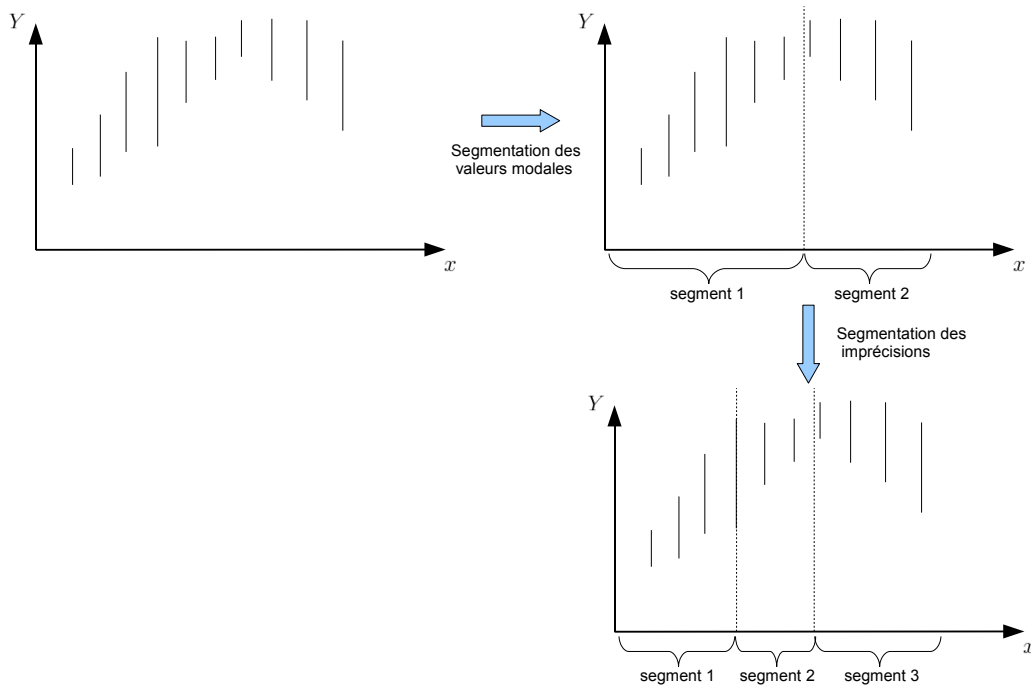 Y
x
Segmentation des
valeurs modales
Y
x
segment 1
segment 2
Segmentation des
imprécisions
Y
x
segment 1
segment 2
segment 3